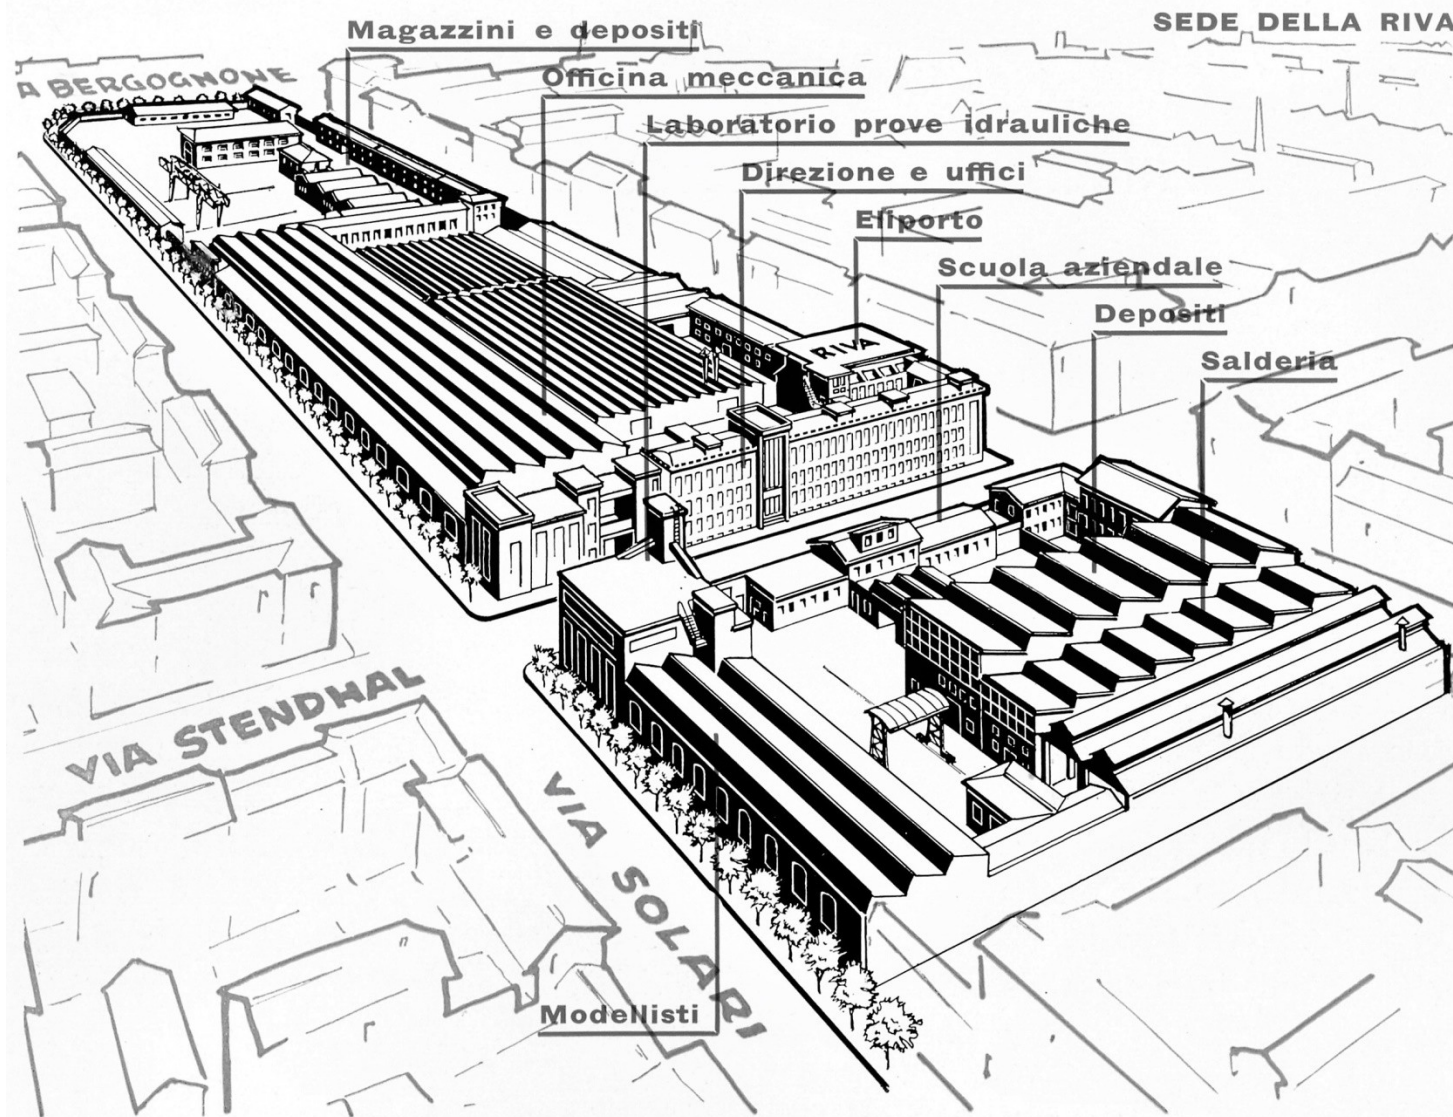 SEDE DELLA RIVA
Magazzini e depositi
Officina meccanica
A BERGOGNONE
Laboratorio prove idrauliche
Direzione e uffici
Eliporto
Scuola aziendale
Depositi
RIVA
Salderia
VIA STENDHAL
VIA SOLARI
Modellisti